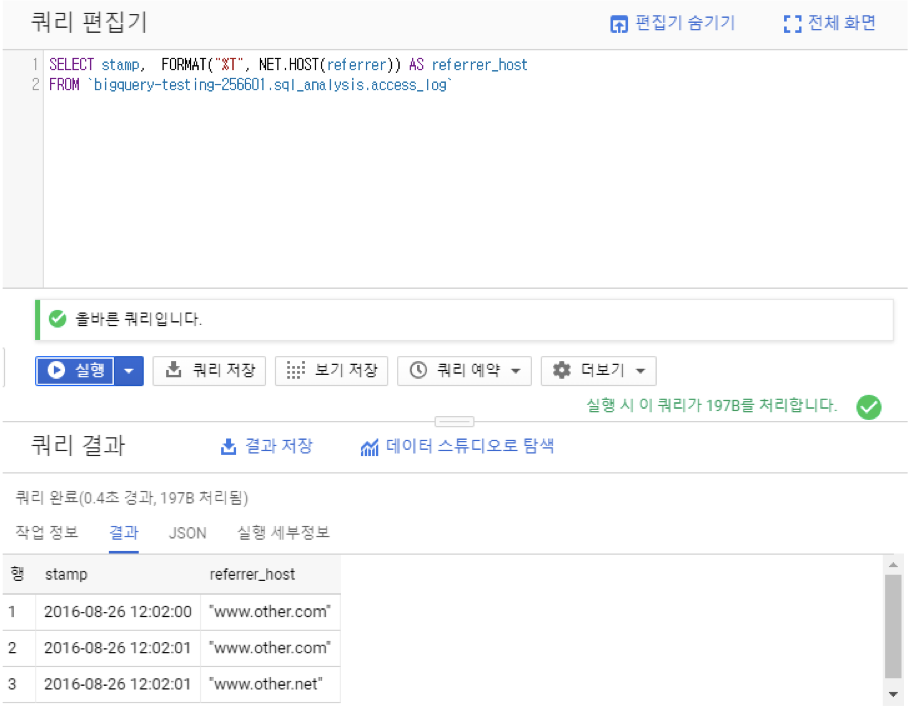 쿼리 편집기 편집기 숨기기 전체 화면
1 SELECT stamp,  FORMAT("%T", NET.HOST(referrer)) AS referrer_host
2 FROM `bigquery-testing-256601.sql_analysis.access_log`
올바른 쿼리입니다.
실행 쿼리 저장 보기 저장 쿼리 예약 더보기
실행 시 이 쿼리가 197B를 처리합니다.
쿼리 결과 결과 저장 데이터 스튜디오로 탐색
쿼리 완료(0.4초 경과, 197B 처리됨)
작업 정보 결과 JSON 실행 세부정보
행 stamp referrer_host
1 2016-08-26 12:02:00 "www.other.com"
2 2016-08-26 12:02:01 "www.other.com"
3 2016-08-26 12:02:01 "www.other.net"